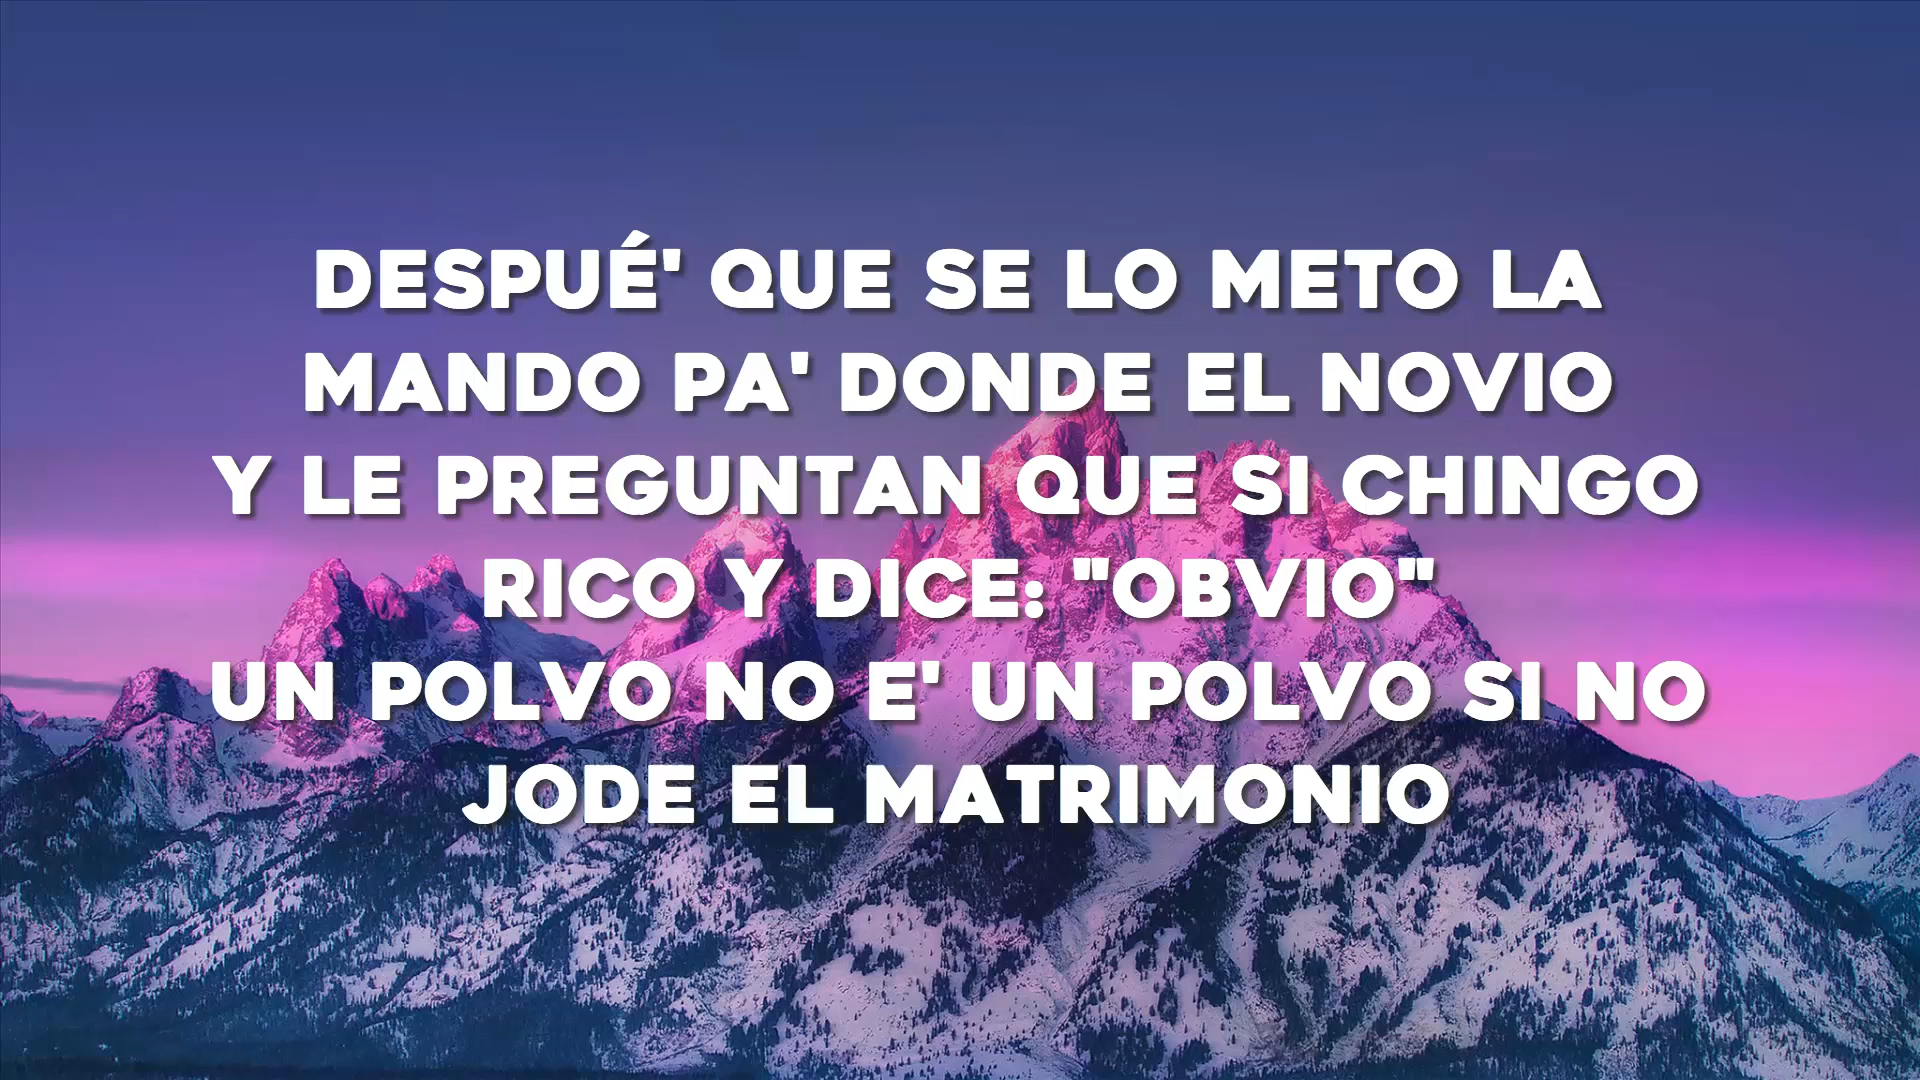 DESPUÉ' QUE SE LO METO LA
MANDO PA' DONDE EL NOVIO
Y LE PREGUNTAN QUE SI CHINGO
RICO Y DICE: "OBVIO"
UN POLVO NO E' UN POLVO SI NO
JODE EL MATRIMONIO